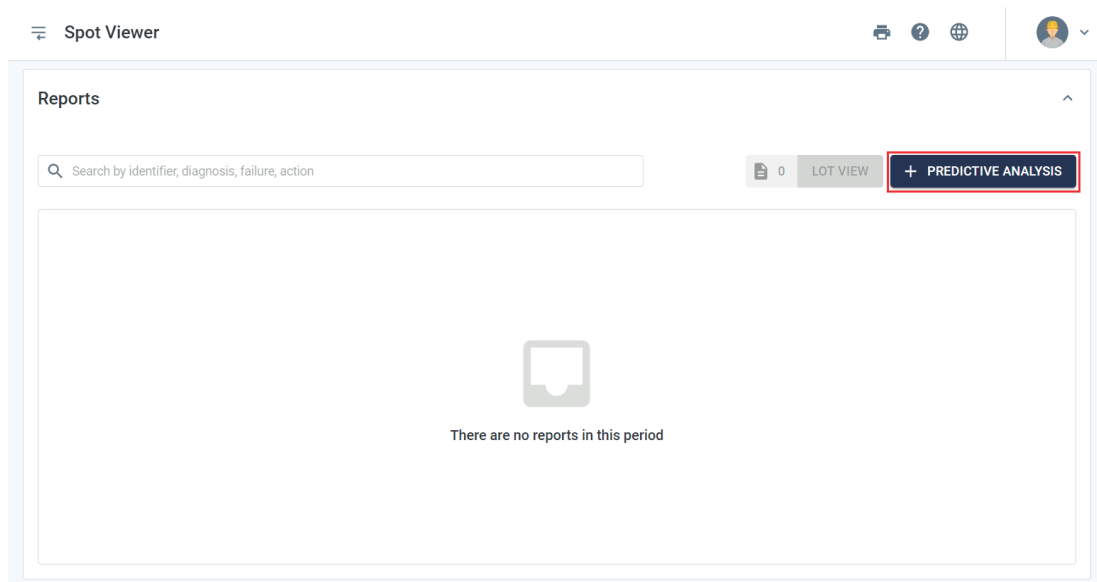 Spot Viewer
Reports
Search by identifier, diagnosis, failure, action
0
LOT VIEW
+ PREDICTIVE ANALYSIS
There are no reports in this period